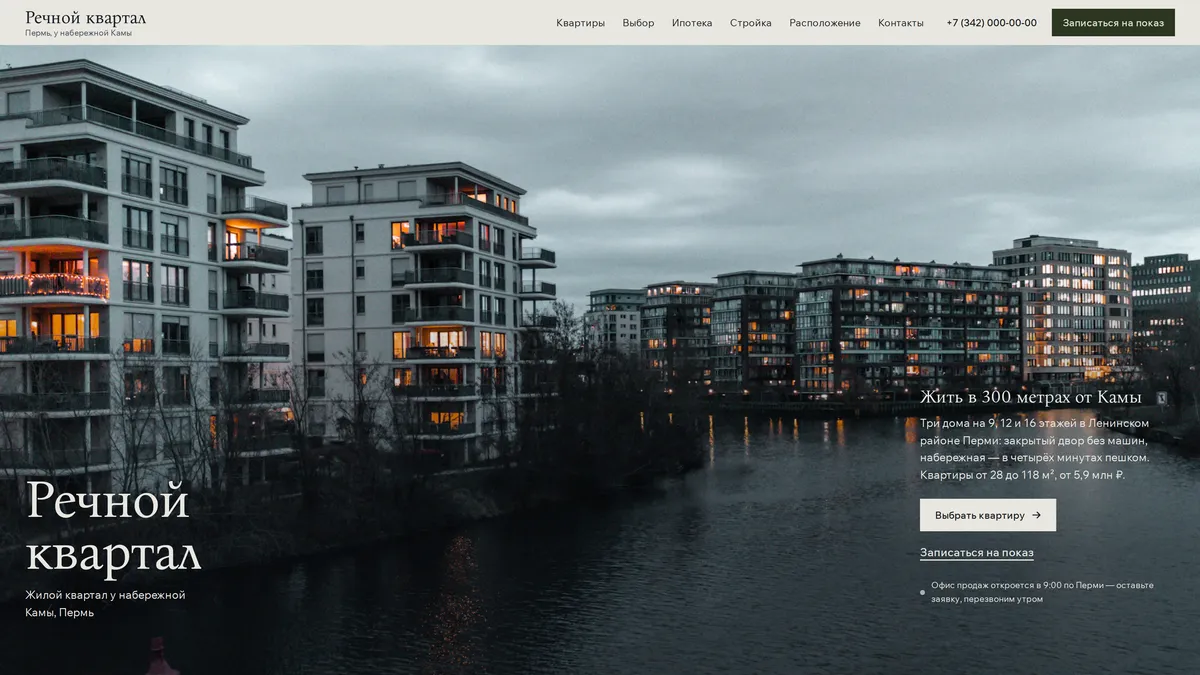 Речной квартал
Пермь, у набережной Камы
Квартиры
Выбор
Ипотека
Стройка
Расположение
Контакты
+7 (342) 000-00-00
Записаться на показ
Речной
квартал
Жилой квартал у набережной
Камы, Пермь
Жить в 300 метрах от Камы
Три дома на 9, 12 и 16 этажей в Ленинском
районе Перми: закрытый двор без машин,
набережная — в четырёх минутах пешком.
Квартиры от 28 до 118 м², от 5,9 млн ₽.
Выбрать квартиру →
Записаться на показ
Офис продаж откроется в 9:00 по Перми — оставьте
заявку, перезвоним утром